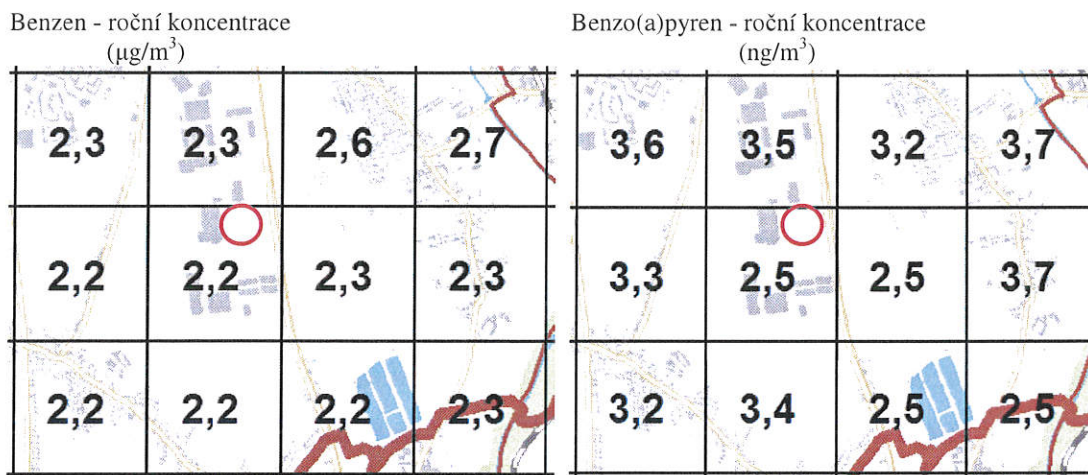 Benzen - roční koncentrace
(µg/m³)
2,3 2,3 2,6 2,7
2,2 2,2 2,3 2,3
2,2 2,2 2,2 2,3
Benzo(a)pyren - roční koncentrace
(ng/m³)
3,6 3,5 3,2 3,7
3,3 2,5 2,5 3,7
3,2 3,4 2,5 2,5